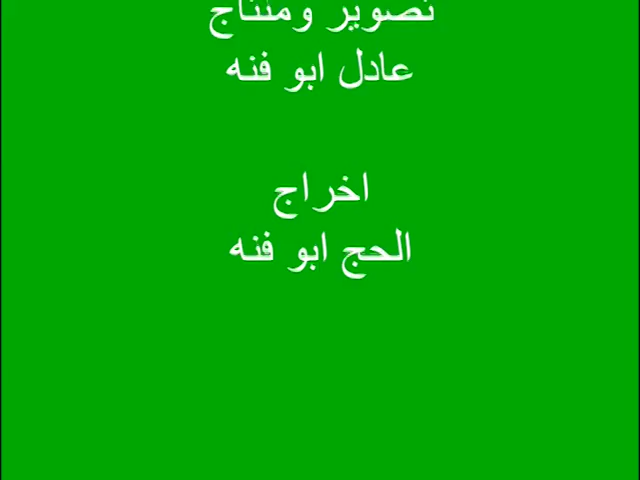 تصوير ومنتاج
عادل ابو فنه
اخراج
الحج ابو فنه